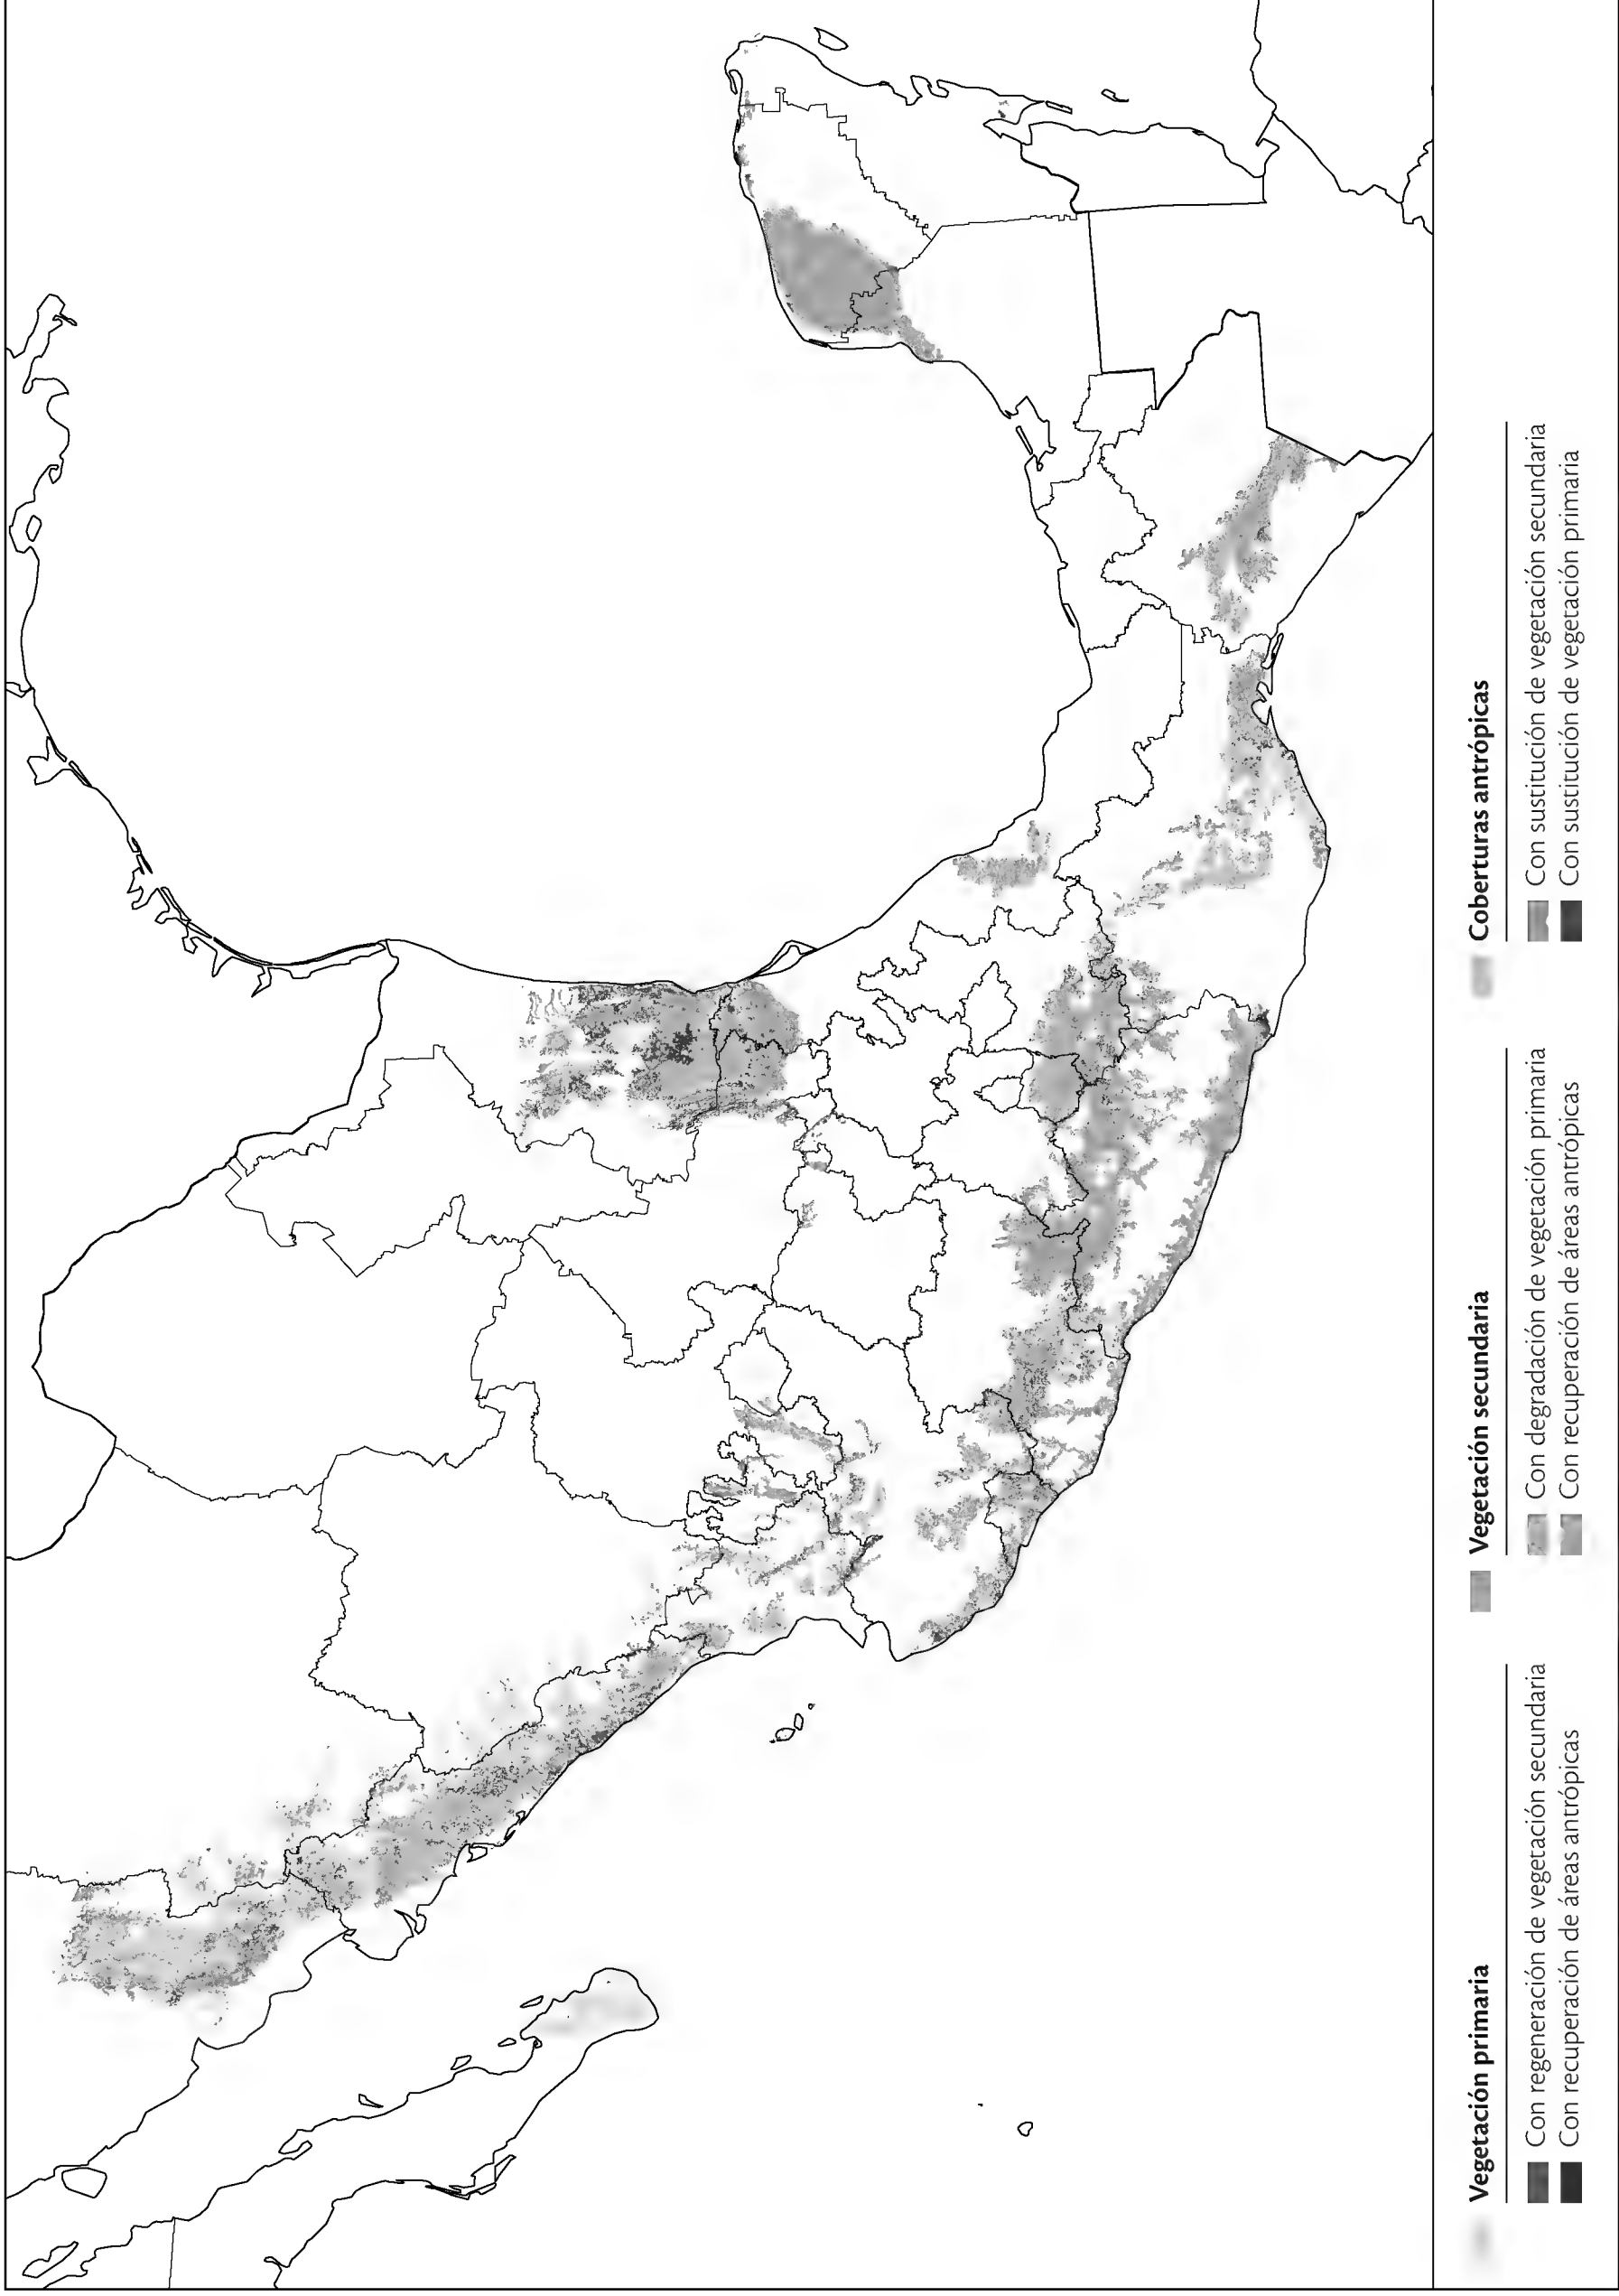 Vegetación primaria
Con regeneración de vegetación secundaria
Con recuperación de áreas antrópicas
Vegetación secundaria
Con degradación de vegetación primaria
Con recuperación de áreas antrópicas
Coberturas antrópicas
Con sustitución de vegetación secundaria
Con sustitución de vegetación primaria